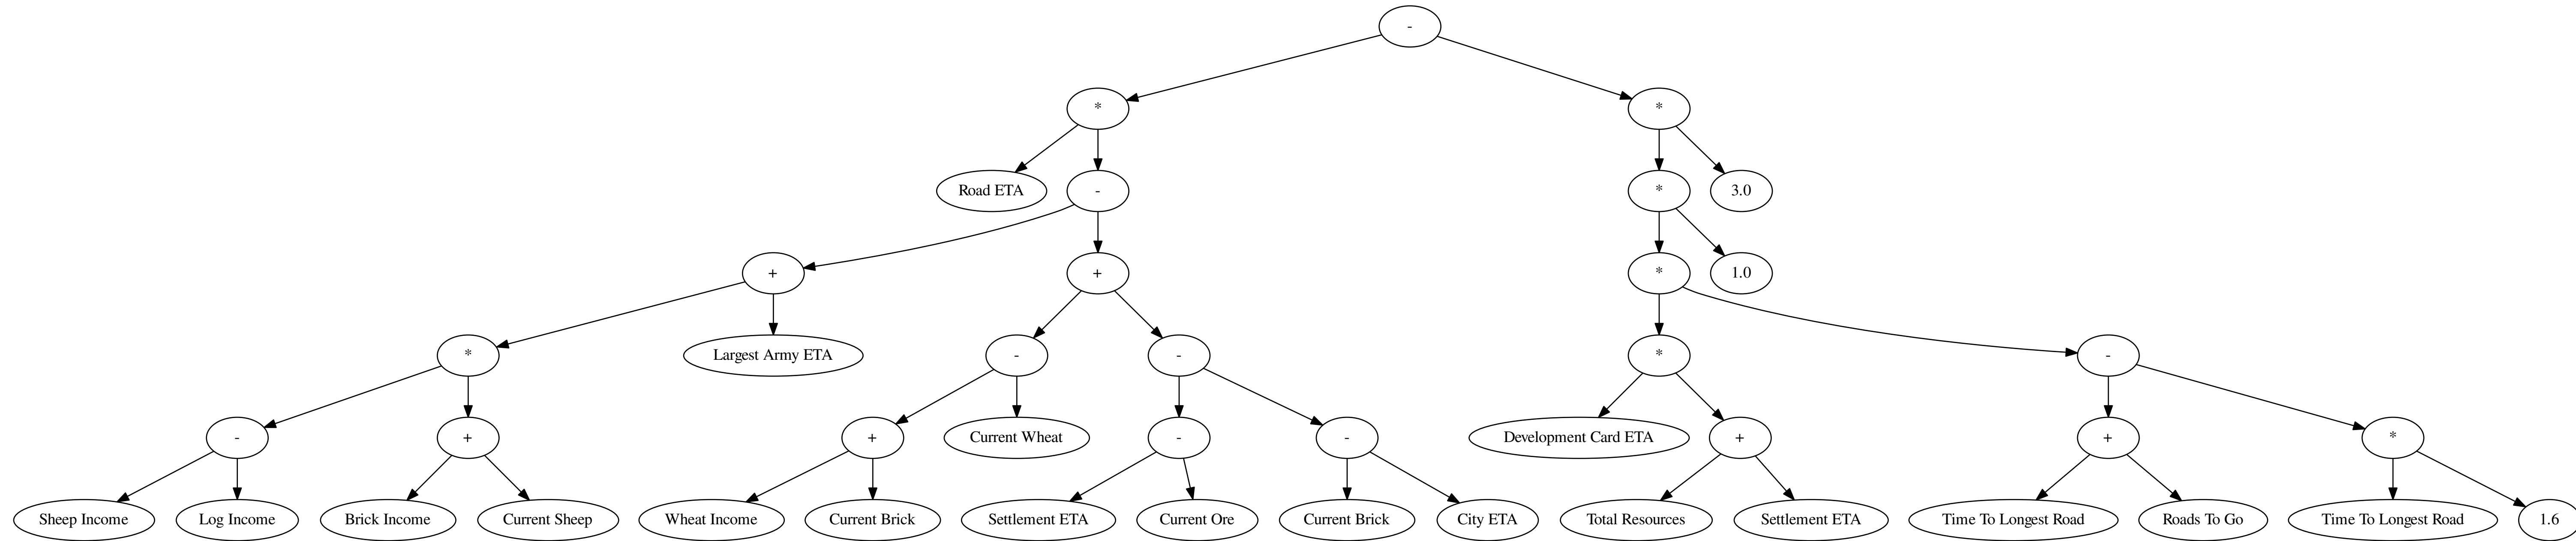 -
* *
Road ETA - * 3.0
+ + * 1.0
* Largest Army ETA - - * -
- + + Current Wheat - - Development Card ETA + + *
Sheep Income Log Income Brick Income Current Sheep Wheat Income Current Brick Settlement ETA Current Ore Current Brick City ETA Total Resources Settlement ETA Time To Longest Road Roads To Go Time To Longest Road 1.6